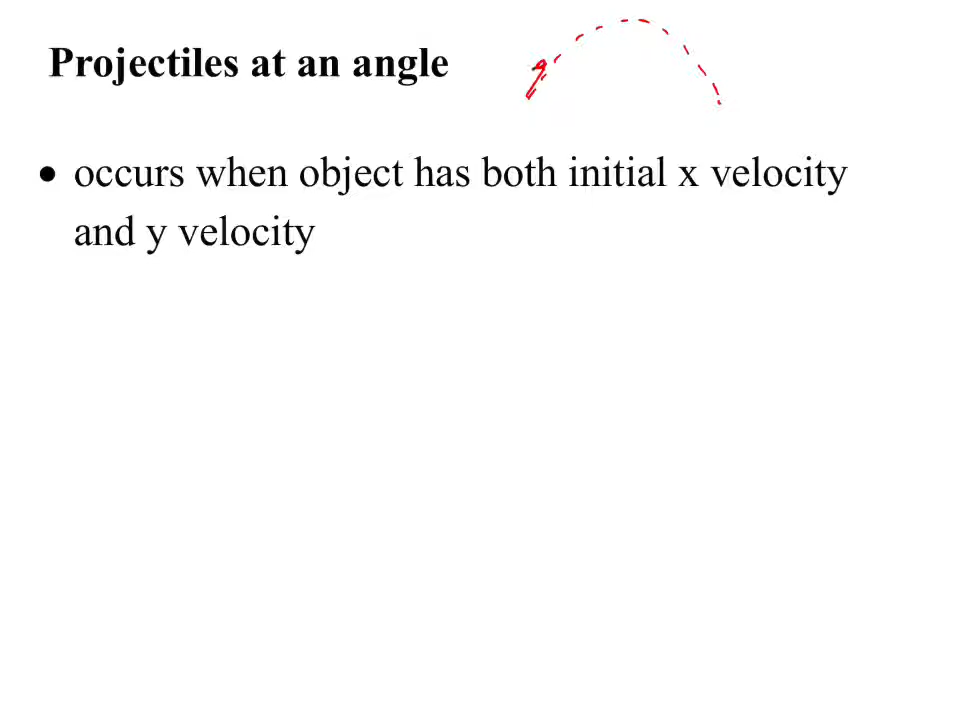 Projectiles at an angle
• occurs when object has both initial x velocity
and y velocity